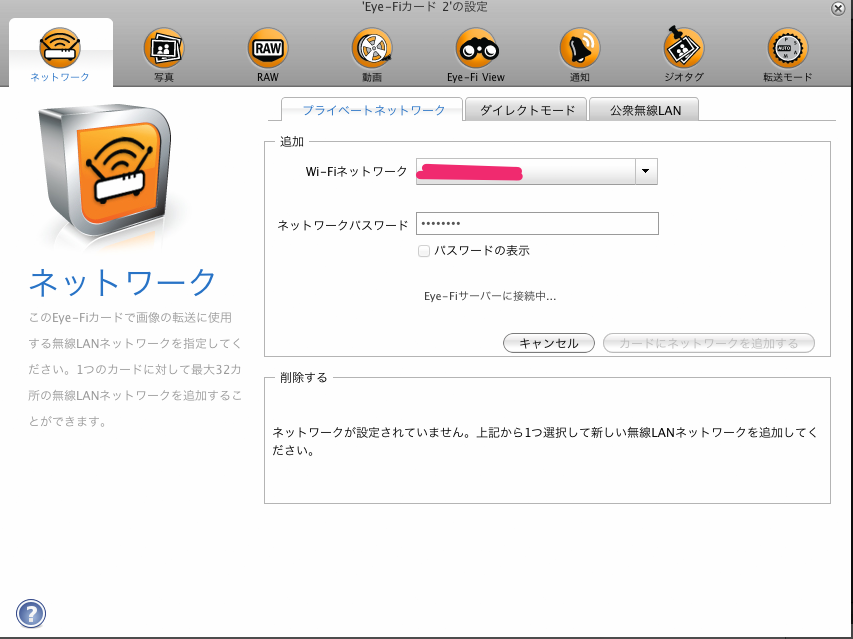 'Eye-Fiカード 2'の設定
ネットワーク
写真
RAW
RAW
動画
Eye-Fi View
通知
ジオタグ
P
S
A
M
AUTO
転送モード
プライベートネットワーク
ダイレクトモード
公衆無線LAN
追加
Wi-Fiネットワーク
ネットワークパスワード
••••••••
パスワードの表示
Eye-Fiサーバーに接続中...
キャンセル
カードにネットワークを追加する
ネットワーク
このEye-Fiカードで画像の転送に使用
する無線LANネットワークを指定してく
ださい。1つのカードに対して最大32カ
所の無線LANネットワークを追加するこ
とができます。
削除する
ネットワークが設定されていません。上記から1つ選択して新しい無線LANネットワークを追加してく
ださい。
?